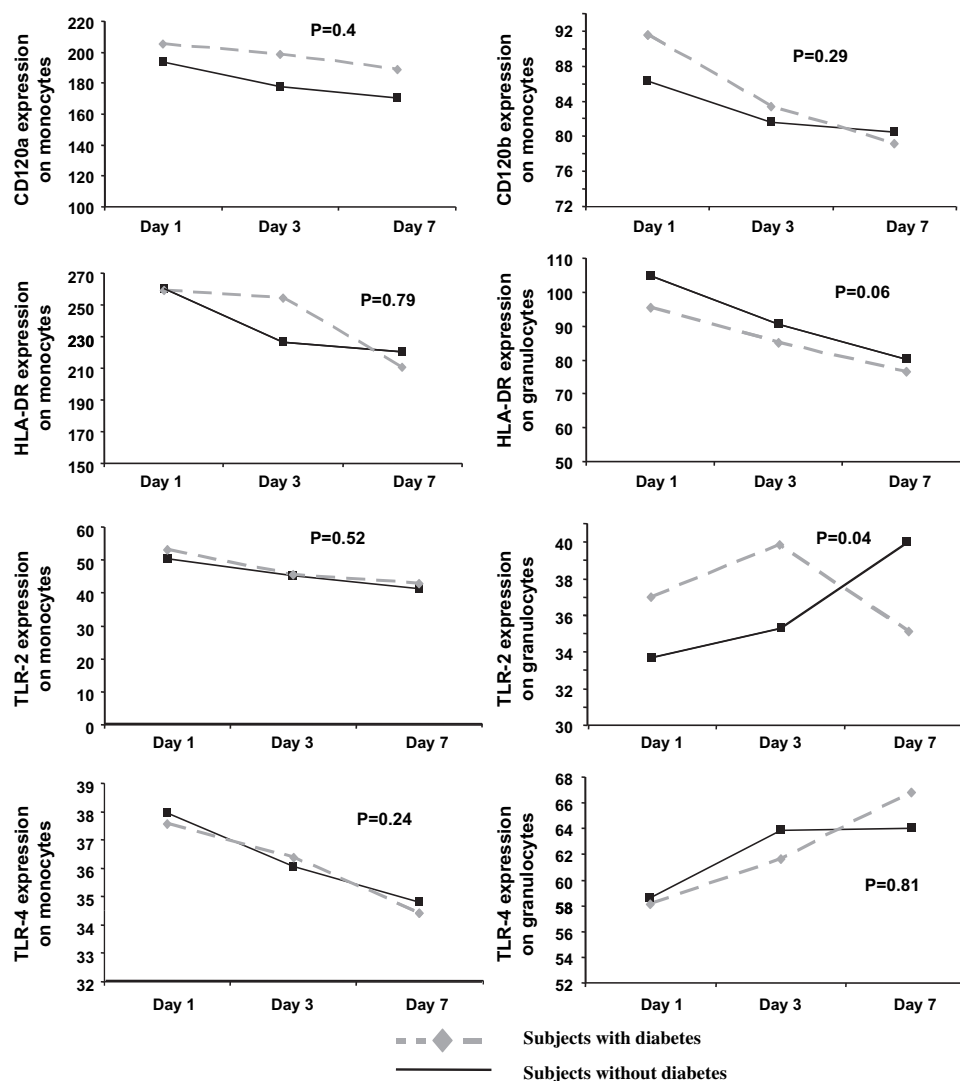 CD120a expression
on monocytes
220
200
180
160
140
120
100
P=0.4
Day 1 Day 3 Day 7
CD120b expression
on monocytes
92
88
84
80
76
72
P=0.29
Day 1 Day 3 Day 7
HLA-DR expression
on monocytes
270
250
230
210
190
170
150
P=0.79
Day 1 Day 3 Day 7
HLA-DR expression
on granulocytes
110
100
90
80
70
60
50
P=0.06
Day 1 Day 3 Day 7
TLR-2 expression
on monocytes
60
50
40
30
20
10
0
P=0.52
Day 1 Day 3 Day 7
TLR-2 expression
on granulocytes
40
38
36
34
32
30
P=0.04
Day 1 Day 3 Day 7
TLR-4 expression
on monocytes
39
38
37
36
35
34
33
32
P=0.24
Day 1 Day 3 Day 7
TLR-4 expression
on granulocytes
68
66
64
62
60
58
56
54
52
P=0.81
Day 1 Day 3 Day 7
Subjects with diabetes
Subjects without diabetes